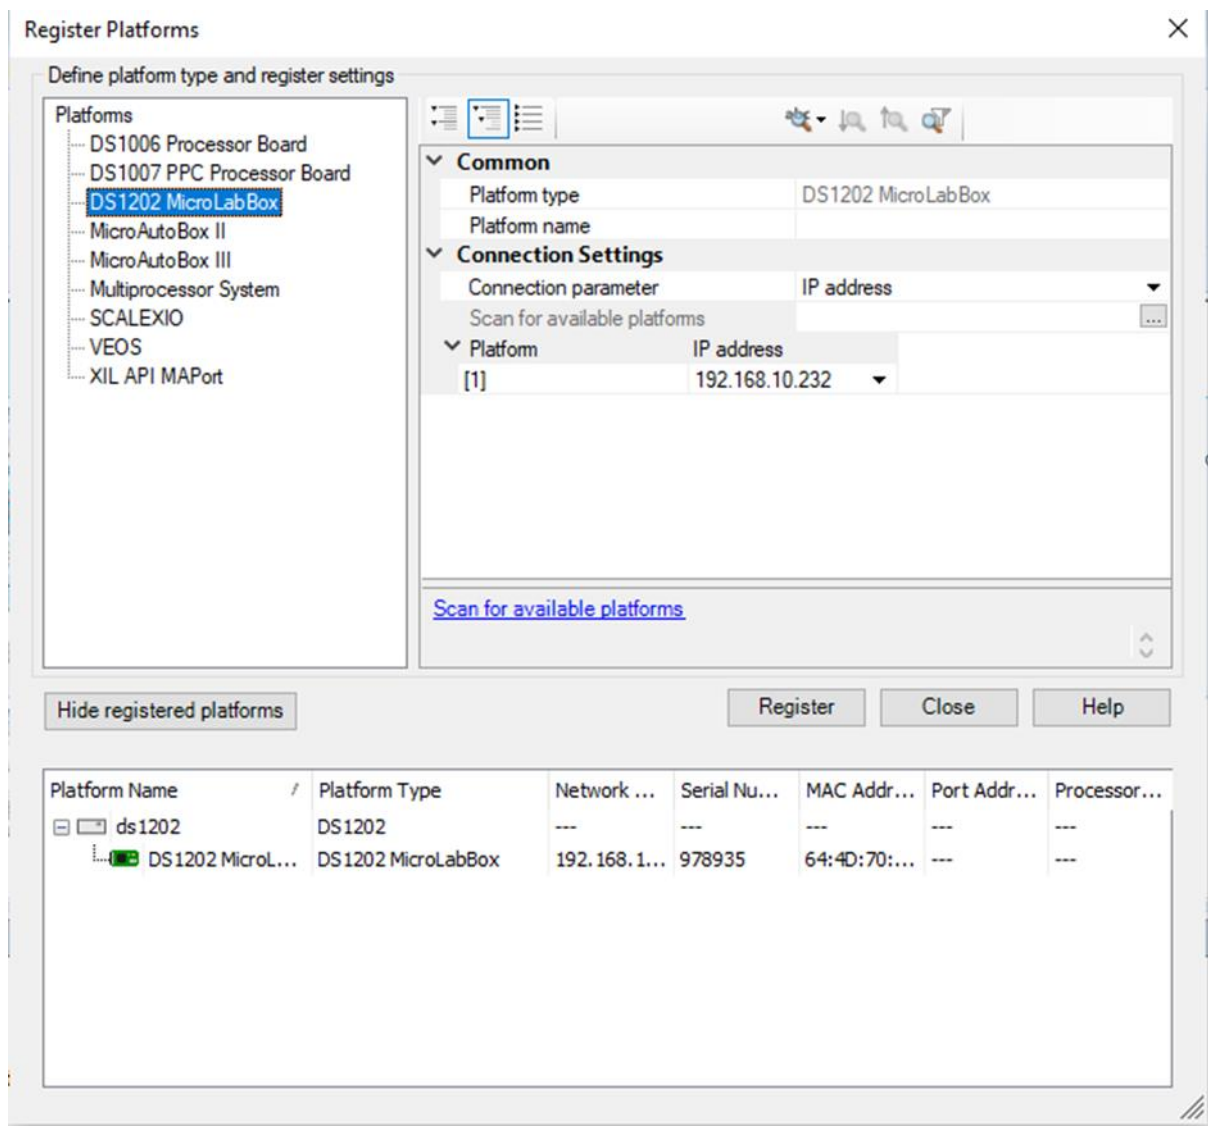 Register Platforms
Define platform type and register settings
Platforms
DS1006 Processor Board
DS1007 PPC Processor Board
DS1202 MicroLabBox
MicroAutoBox II
MicroAutoBox III
Multiprocessor System
SCALEXIO
VEOS
XIL API MAPort
Common
Platform type DS1202 MicroLabBox
Platform name
Connection Settings
Connection parameter IP address
Scan for available platforms ...
Platform IP address
[1] 192.168.10.232
Scan for available platforms
Hide registered platforms Register Close Help
Platform Name / Platform Type Network ... Serial Nu... MAC Addr... Port Addr... Processor...
ds1202 DS1202 --- --- --- --- ---
DS1202 MicroL... DS1202 MicroLabBox 192.168.1... 978935 64:4D:70:... --- ---